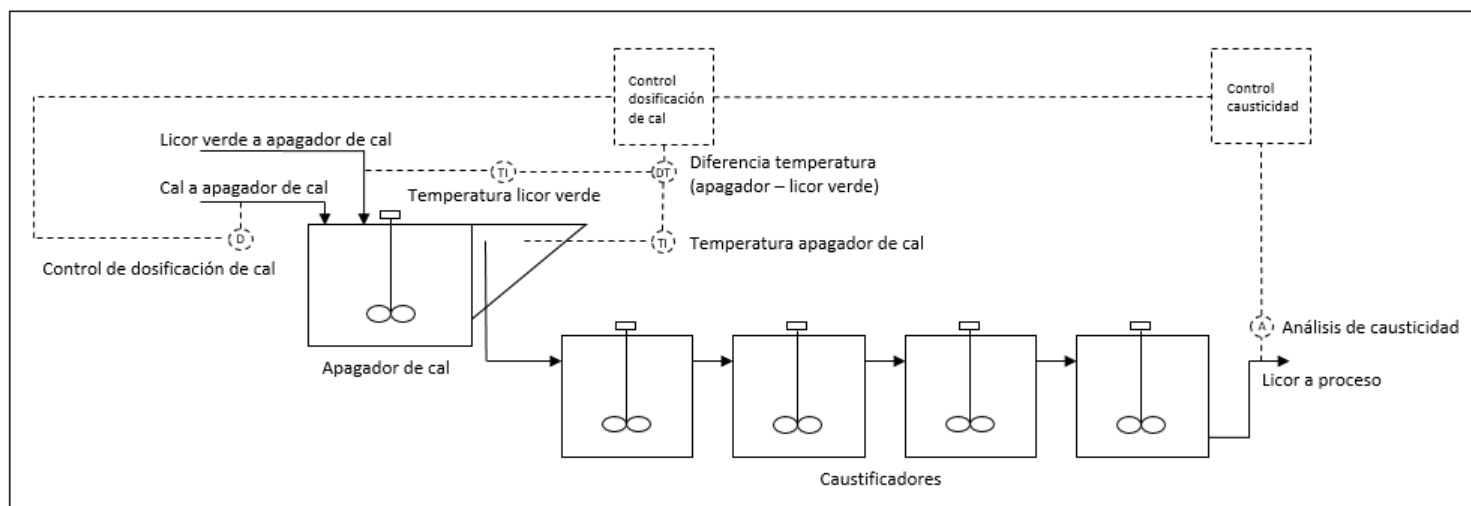 Control
dosificación
de cal
Control
causticidad
Licor verde a apagador de cal
TI
DT
Diferencia temperatura
(apagador – licor verde)
Cal a apagador de cal
Temperatura licor verde
D
TI
Temperatura apagador de cal
Control de dosificación de cal
A
Análisis de causticidad
Apagador de cal
Licor a proceso
Caustificadores